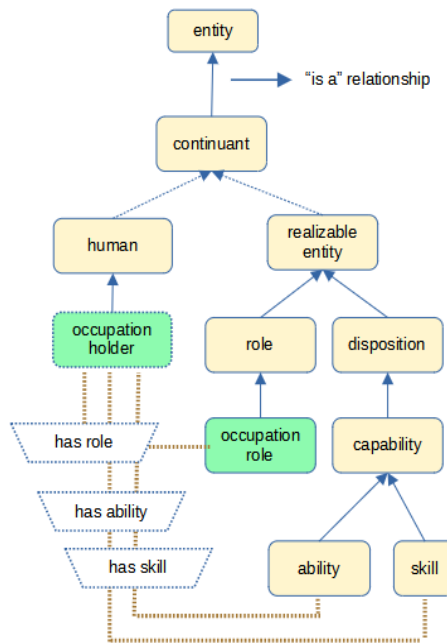 entity
“is a” relationship
continuant
human
realizable
entity
occupation
holder
role
disposition
has role
occupation
role
capability
has ability
has skill
ability
skill